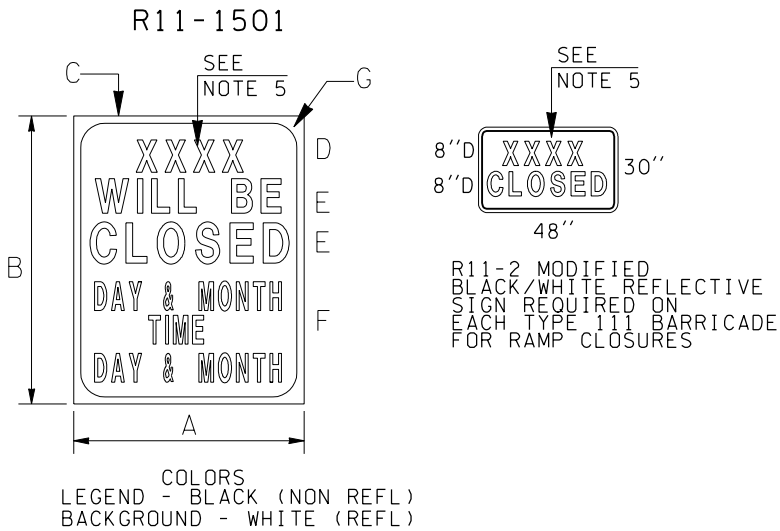 R11-1501
C
SEE
NOTE 5
G
XXXX
D
WILL BE
E
CLOSED
E
B
DAY & MONTH
TIME
F
DAY & MONTH
A
COLORS
LEGEND - BLACK (NON REFL)
BACKGROUND - WHITE (REFL)
SEE
NOTE 5
8''D
XXXX
8''D
CLOSED
30''
48''
R11-2 MODIFIED
BLACK/WHITE REFLECTIVE
SIGN REQUIRED ON
EACH TYPE 111 BARRICADE
FOR RAMP CLOSURES